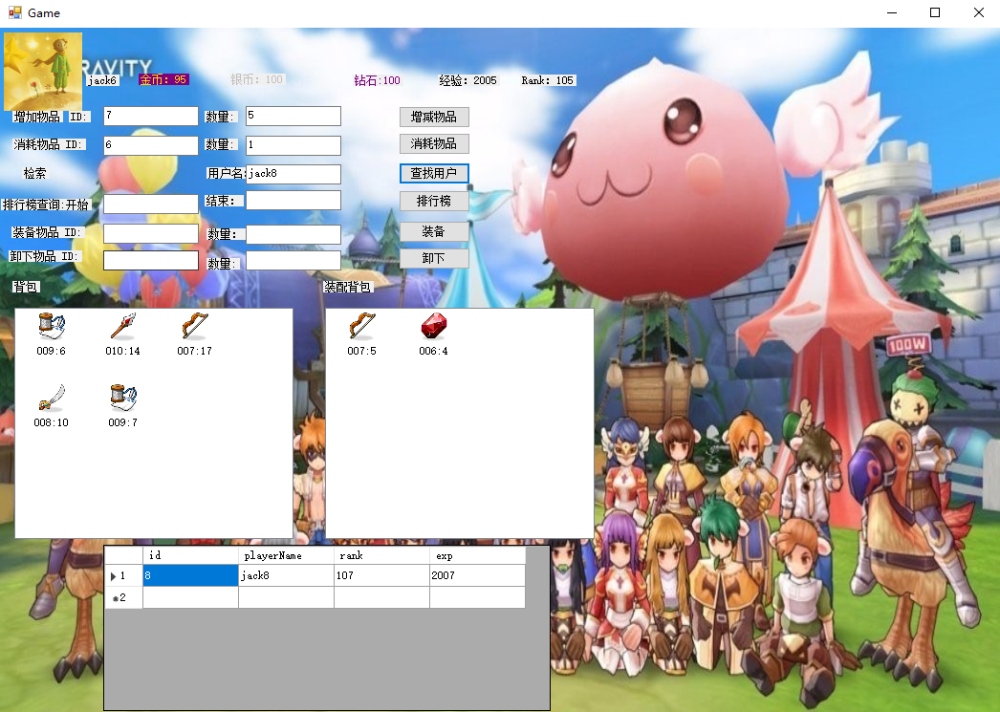 Game
RAVITY
jack6 金币: 95 银币: 100 钻石:100 经验: 2005 Rank: 105
增加物品 ID: 7 数量: 5 增减物品
消耗物品 ID: 6 数量: 1 消耗物品
检索 用户名: jack8 查找用户
排行榜查询:开始 结束: 排行榜
装备物品 ID: 数量: 装备
卸下物品 ID: 数量: 卸下
背包 装配背包
009:6 010:14 007:17 007:5 006:4
100W
008:10 009:7
id playerName rank exp
1 8 jack8 107 2007
2